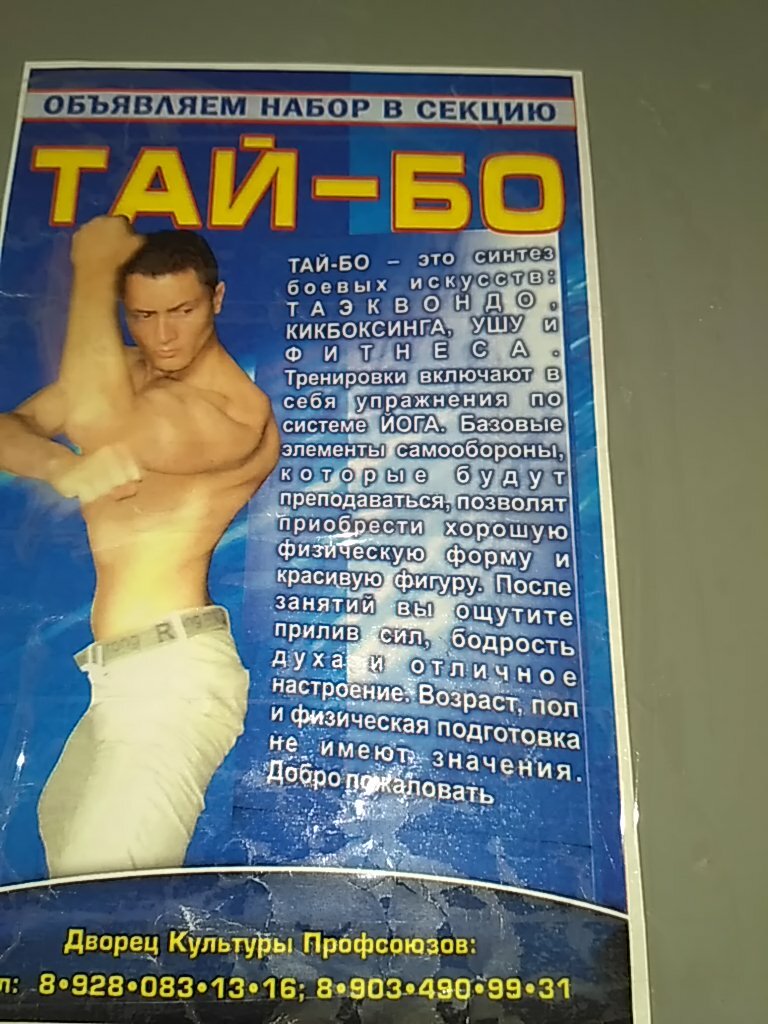 ОБЪЯВЛЯЕМ НАБОР В СЕКЦИЮ
ТАЙ-БО
ТАЙ-БО – это синтез
боевых искусств:
ТАЭКВОНДО,
КИКБОКСИНГА, УШУ и
ФИТНЕСА.
Тренировки включают в
себя упражнения по
системе ЙОГА. Базовые
элементы самообороны,
которые будут
преподаваться, позволят
приобрести хорошую
физическую форму и
красивую фигуру. После
занятий вы ощутите
прилив сил, бодрость
духа и отличное
настроение. Возраст, пол
и физическая подготовка
не имеют значения.
Добро пожаловать
Дворец Культуры Профсоюзов:
л: 8•928•083•13•16; 8•903•490•99•31